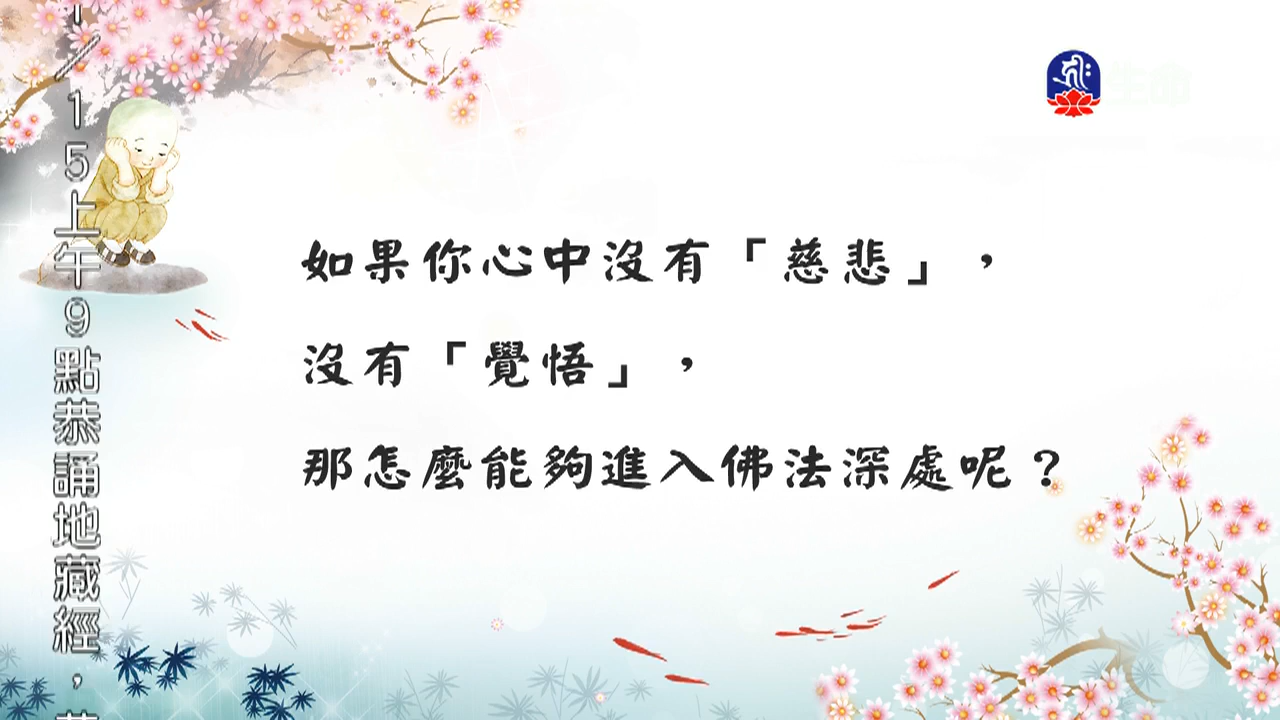 如果你心中沒有「慈悲」，
沒有「覺悟」，
那怎麼能夠進入佛法深處呢？
/15上午9點恭誦地藏經，